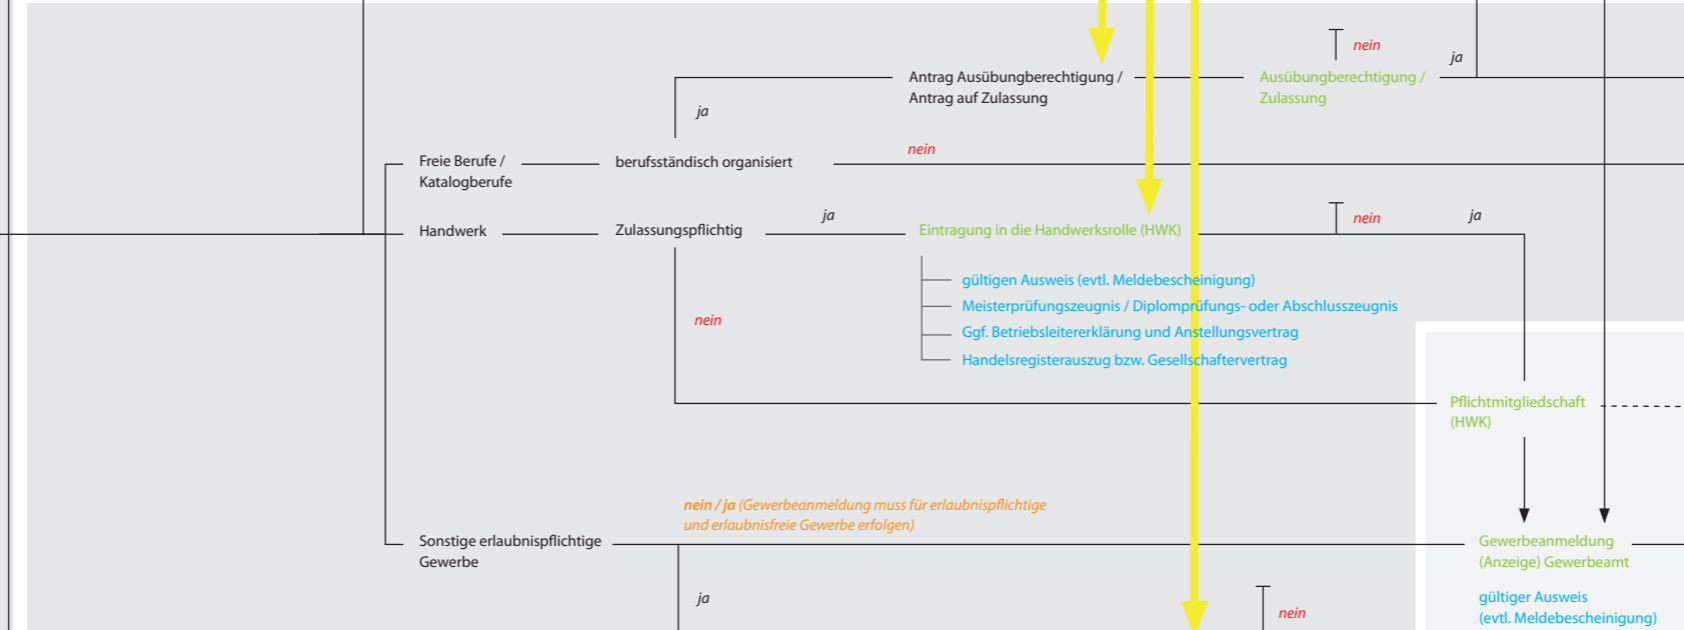 nein
ja
Antrag Ausübungberechtigung /
Antrag auf Zulassung
Ausübungberechtigung /
Zulassung
ja
nein
Freie Berufe /
Katalogberufe
berufsständisch organisiert
Handwerk
Zulassungspflichtig
ja
Eintragung in die Handwerksrolle (HWK)
nein
ja
gültigen Ausweis (evtl. Meldebescheinigung)
Meisterprüfungszeugnis / Diplomprüfungs- oder Abschlusszeugnis
Ggf. Betriebsleitererklärung und Anstellungsvertrag
Handelsregisterauszug bzw. Gesellschaftervertrag
nein
Pflichtmitgliedschaft
(HWK)
nein / ja (Gewerbeanmeldung muss für erlaubnispflichtige
und erlaubnisfreie Gewerbe erfolgen)
Sonstige erlaubnispflichtige
Gewerbe
Gewerbeanmeldung
(Anzeige) Gewerbeamt
gültiger Ausweis
(evtl. Meldebescheinigung)
ja
nein